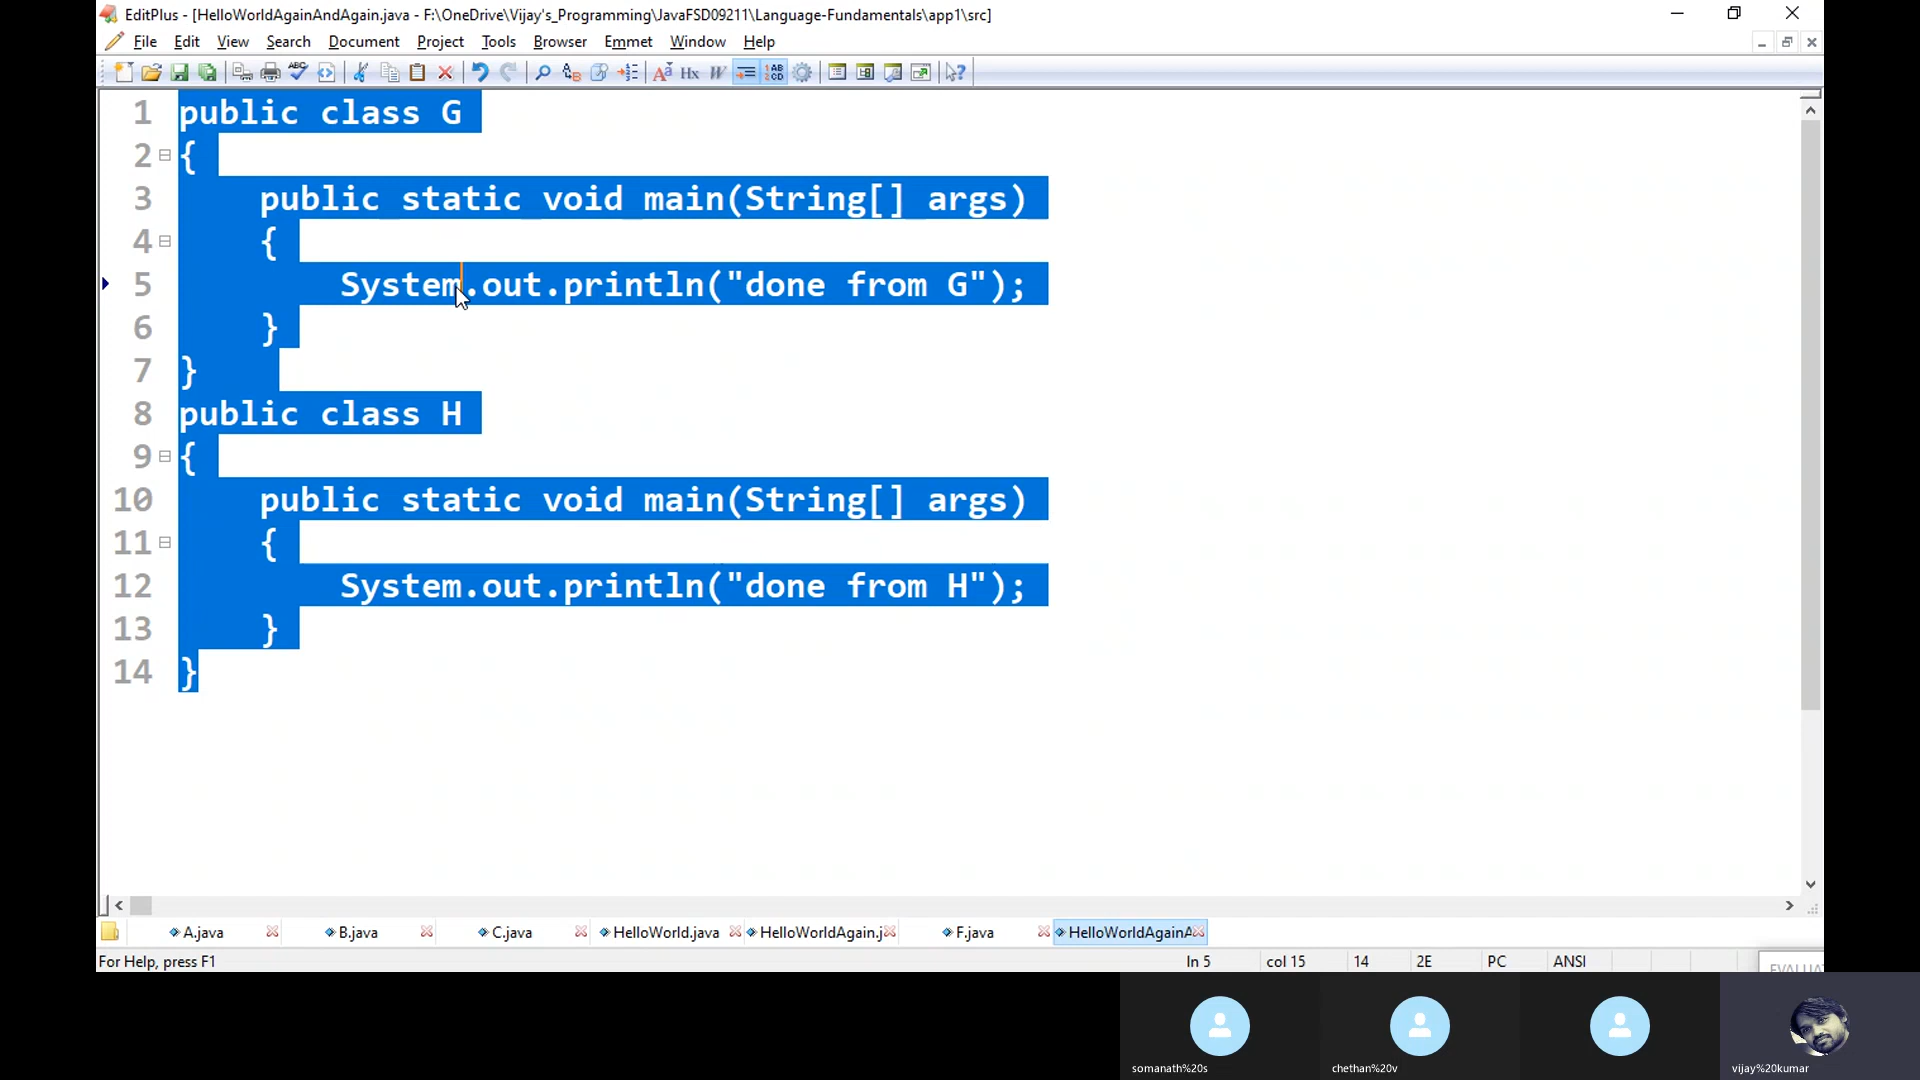 EditPlus - [HelloWorldAgainAndAgain.java - F:\OneDrive\Vijay's_Programming\JavaFSD09211\Language-Fundamentals\app1\src]
File Edit View Search Document Project Tools Browser Emmet Window Help
1 public class G
2 {
3 public static void main(String[] args)
4 {
5 System.out.println("done from G");
6 }
7 }
8 public class H
9 {
10 public static void main(String[] args)
11 {
12 System.out.println("done from H");
13 }
14 }
A.java B.java C.java HelloWorld.java HelloWorldAgain.j F.java HelloWorldAgainA
For Help, press F1 ln 5 col 15 14 2E PC ANSI
somanath%20s chethan%20v vijay%20kumar